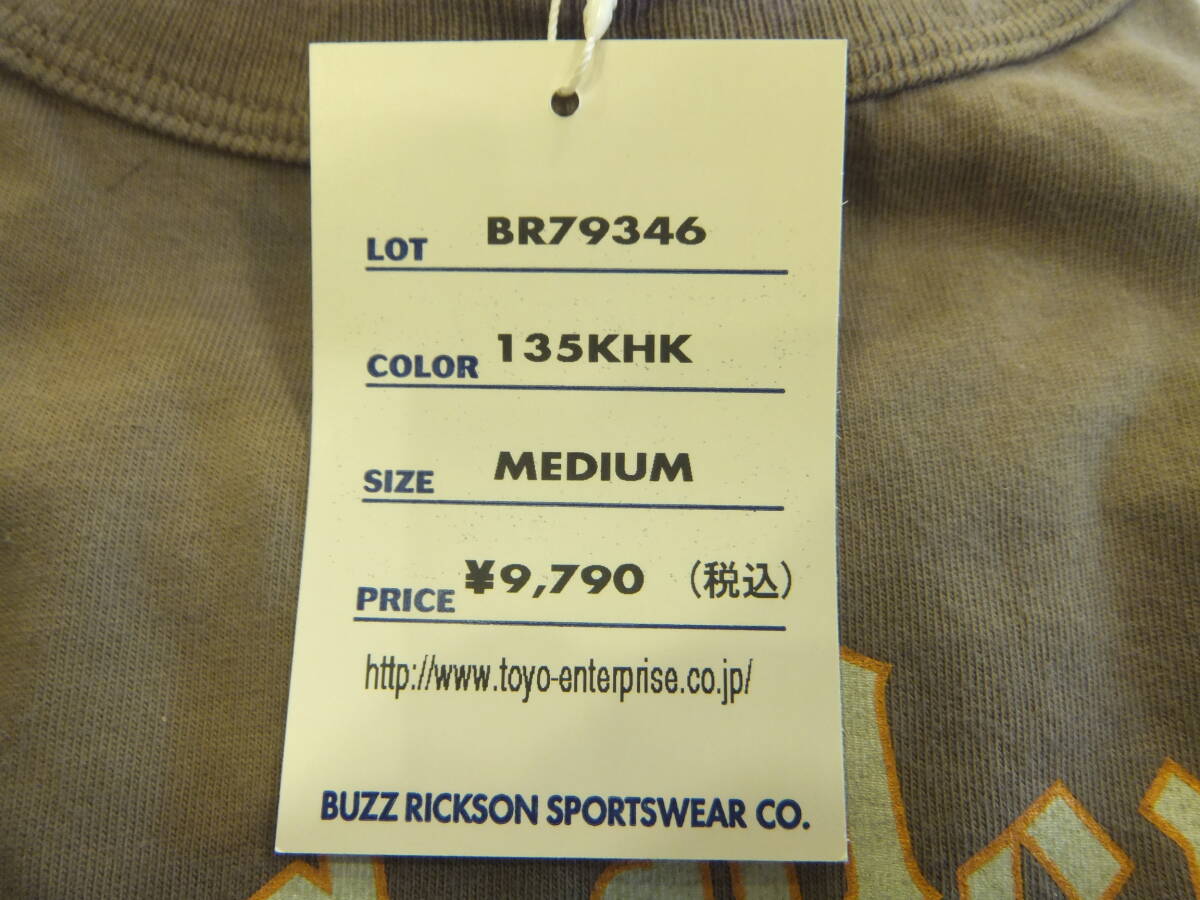 LOT BR79346
COLOR 135KHK
SIZE MEDIUM
PRICE ¥9,790 (税込)
http://www.toyo-enterprise.co.jp/
BUZZ RICKSON SPORTSWEAR CO.